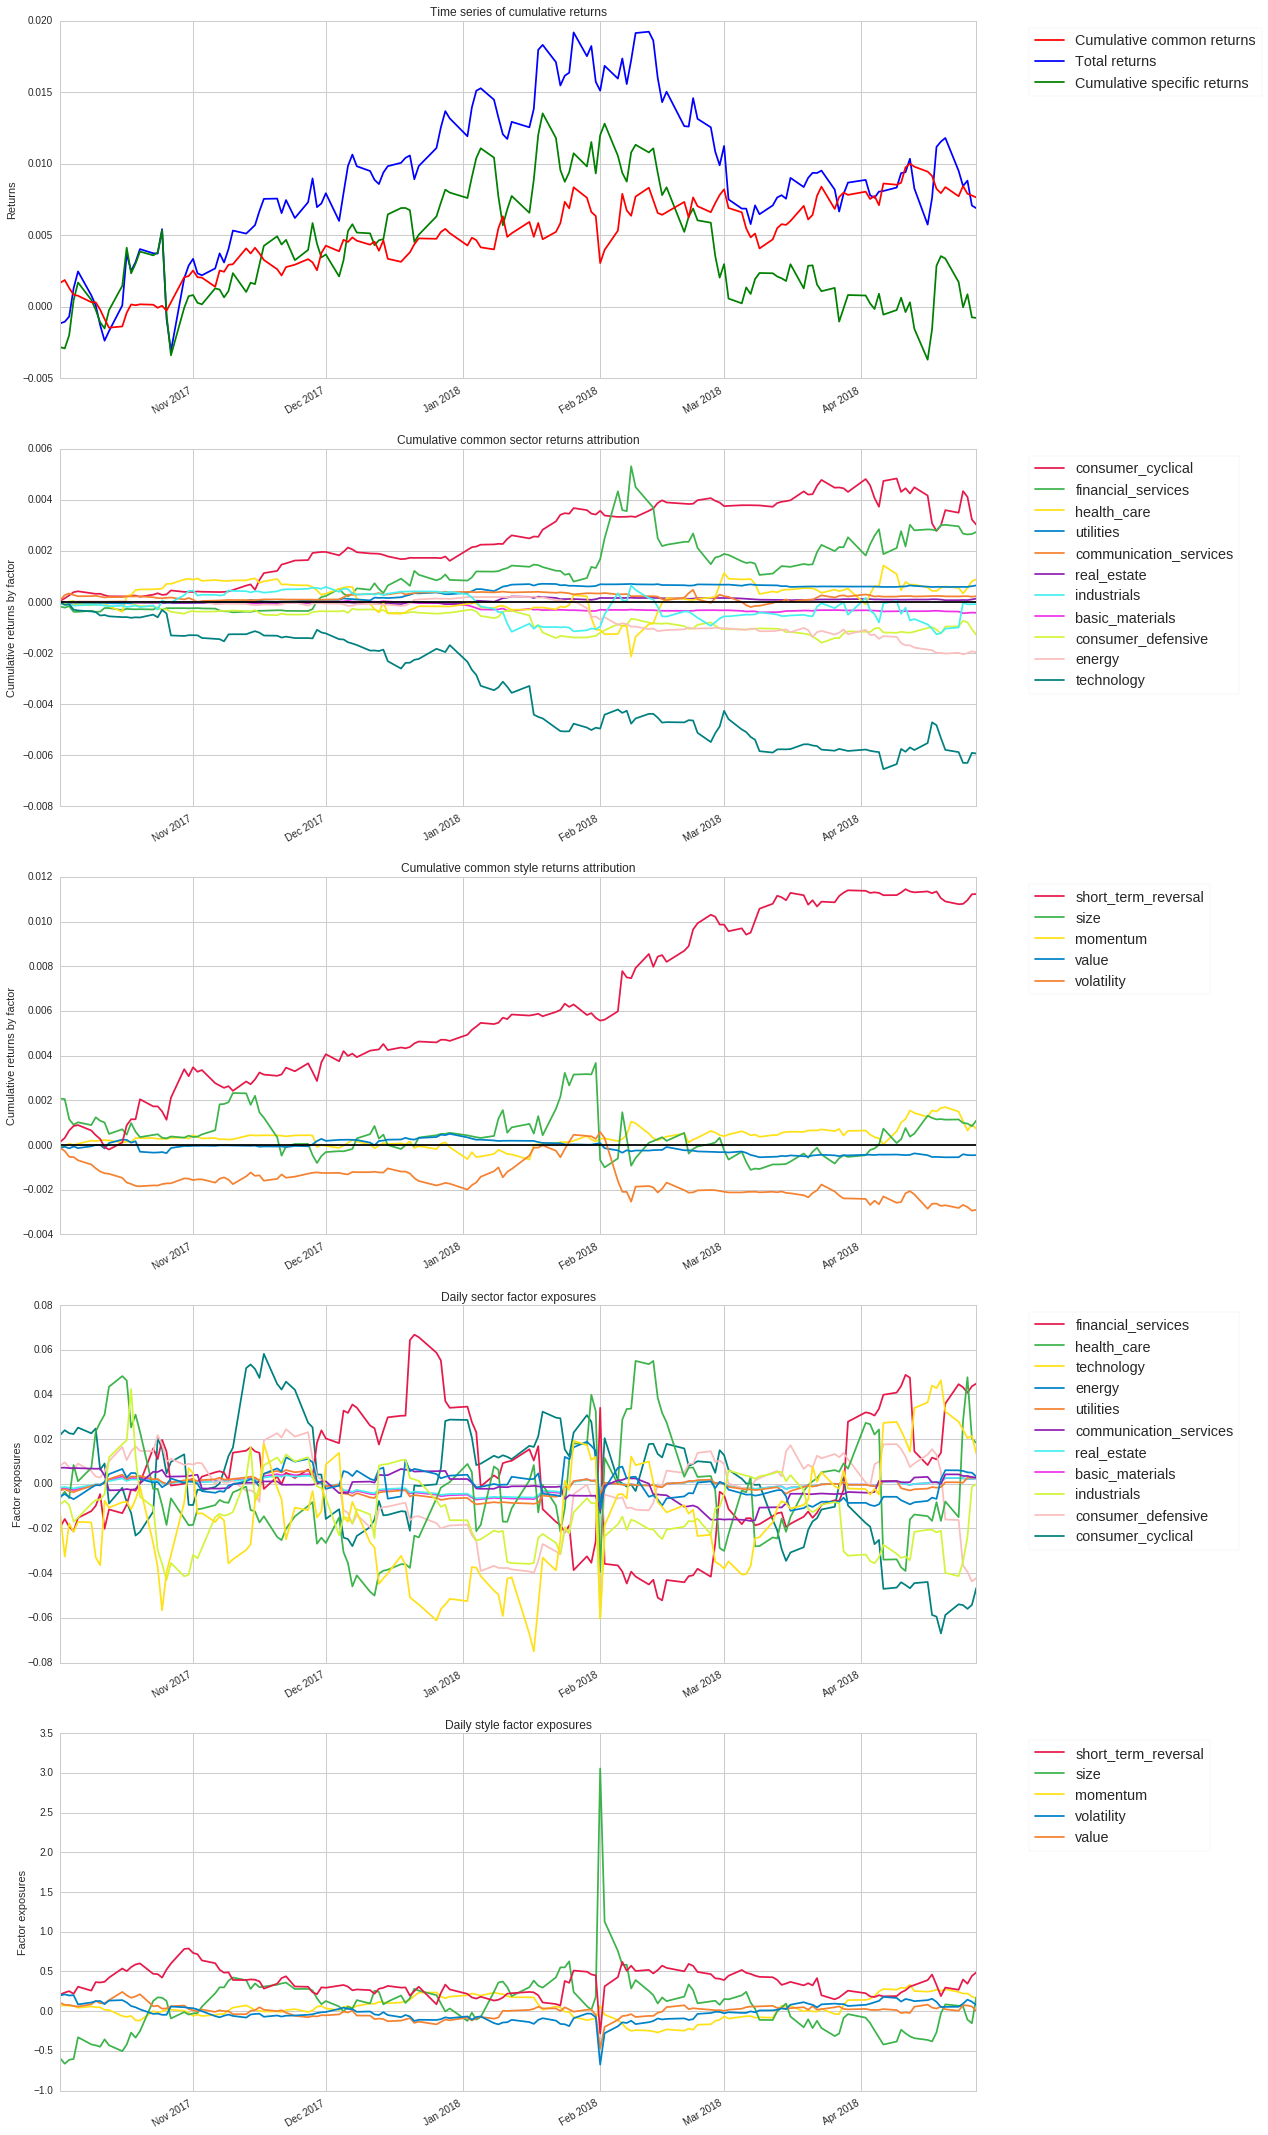 Time series of cumulative returns
0.020
0.015
0.010
0.005
0.000
−0.005
Returns
Nov 2017
Dec 2017
Jan 2018
Feb 2018
Mar 2018
Apr 2018
Cumulative common returns
Total returns
Cumulative specific returns
Cumulative common sector returns attribution
0.006
0.004
0.002
0.000
−0.002
−0.004
−0.006
−0.008
Cumulative returns by factor
Nov 2017
Dec 2017
Jan 2018
Feb 2018
Mar 2018
Apr 2018
consumer_cyclical
financial_services
health_care
utilities
communication_services
real_estate
industrials
basic_materials
consumer_defensive
energy
technology
Cumulative common style returns attribution
0.012
0.010
0.008
0.006
0.004
0.002
0.000
−0.002
−0.004
Cumulative returns by factor
Nov 2017
Dec 2017
Jan 2018
Feb 2018
Mar 2018
Apr 2018
short_term_reversal
size
momentum
value
volatility
Daily sector factor exposures
0.08
0.06
0.04
0.02
0.00
−0.02
−0.04
−0.06
−0.08
Factor exposures
Nov 2017
Dec 2017
Jan 2018
Feb 2018
Mar 2018
Apr 2018
financial_services
health_care
technology
energy
utilities
communication_services
real_estate
basic_materials
industrials
consumer_defensive
consumer_cyclical
Daily style factor exposures
3.5
3.0
2.5
2.0
1.5
1.0
0.5
0.0
−0.5
−1.0
Factor exposures
Nov 2017
Dec 2017
Jan 2018
Feb 2018
Mar 2018
Apr 2018
short_term_reversal
size
momentum
volatility
value